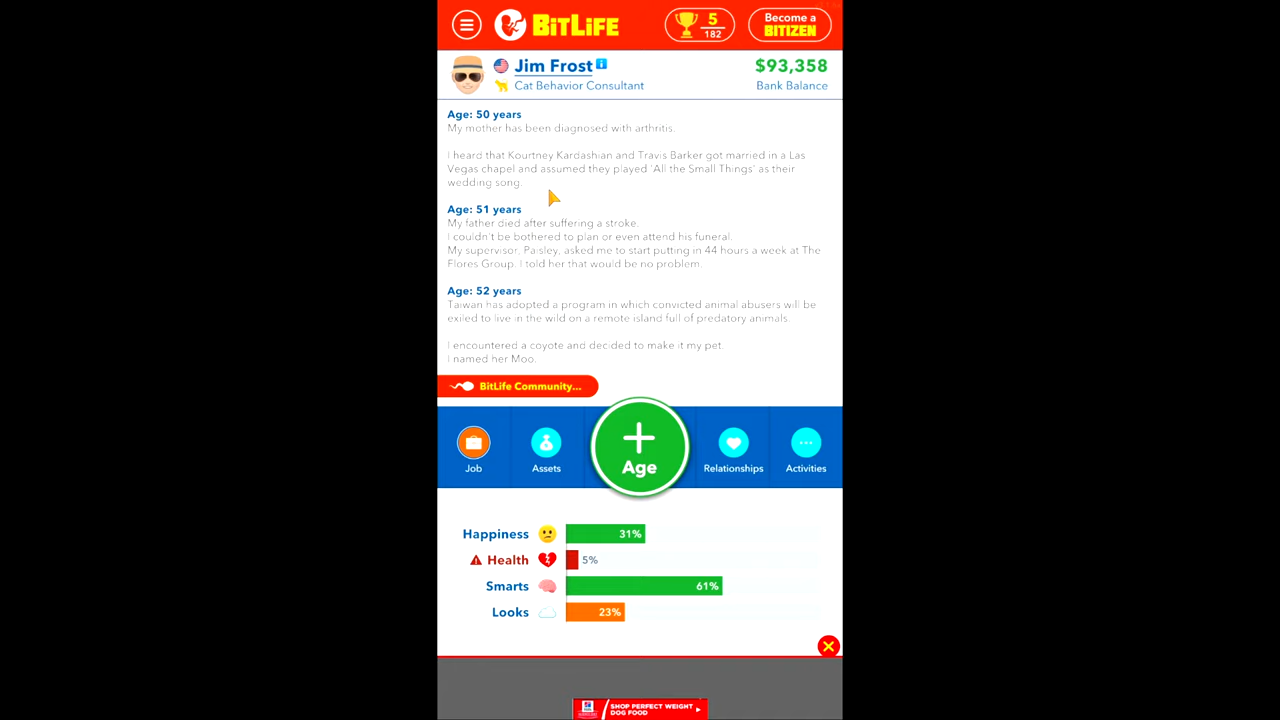 BITLIFE
5
182
Become a
BITIZEN
Jim Frost
$93,358
Cat Behavior Consultant
Bank Balance
Age: 50 years
My mother has been diagnosed with arthritis.
I heard that Kourtney Kardashian and Travis Barker got married in a Las
Vegas chapel and assumed they played 'All the Small Things' as their
wedding song.
Age: 51 years
My father died after suffering a stroke.
I couldn't be bothered to plan or even attend his funeral.
My supervisor, Paisley, asked me to start putting in 44 hours a week at The
Flores Group. I told her that would be no problem.
Age: 52 years
Taiwan has adopted a program in which convicted animal abusers will be
exiled to live in the wild on a remote island full of predatory animals.
I encountered a coyote and decided to make it my pet.
I named her Moo.
BitLife Community...
Job
Assets
Age
Relationships
Activities
Happiness 31%
Health 5%
Smarts 61%
Looks 23%
SHOP PERFECT WEIGHT
DOG FOOD